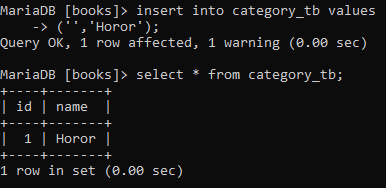 MariaDB [books]> insert into category_tb values
    -> ('','Horor');
Query OK, 1 row affected, 1 warning (0.00 sec)
MariaDB [books]> select * from category_tb;
+----+-------+
| id | name  |
+----+-------+
|  1 | Horor |
+----+-------+
1 row in set (0.00 sec)